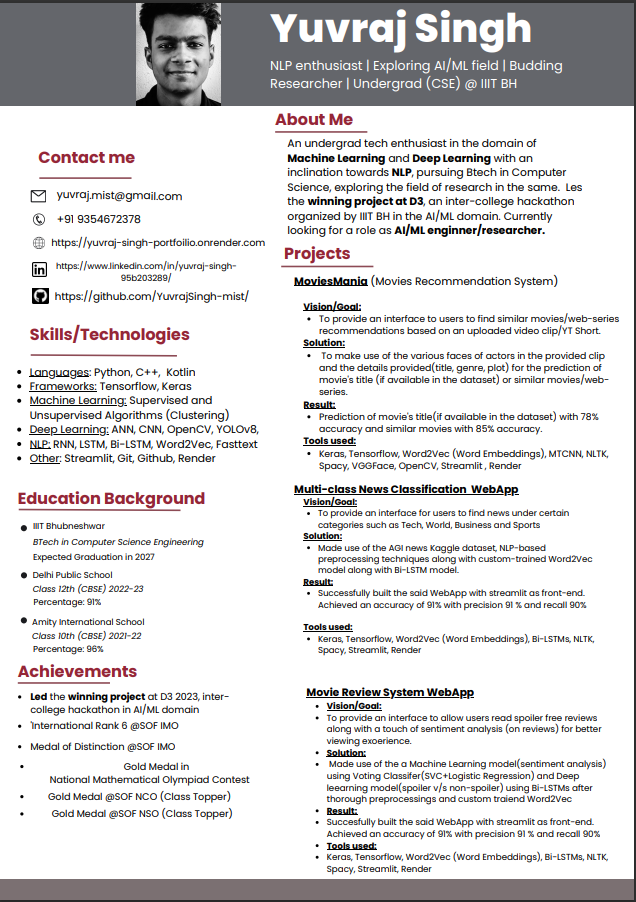 Yuvraj Singh
NLP enthusiast | Exploring AI/ML field | Budding
Researcher | Undergrad (CSE) @ IIIT BH
Contact me
yuvraj.mist@gmail.com
+91 9354672378
https://yuvraj-singh-portfoilio.onrender.com
https://www.linkedin.com/in/yuvraj-singh-
95b203289/
https://github.com/YuvrajSingh-mist/
Skills/Technologies
• Languages: Python, C++, Kotlin
• Frameworks: Tensorflow, Keras
• Machine Learning: Supervised and
Unsupervised Algorithms (Clustering)
• Deep Learning: ANN, CNN, OpenCV, YOLOv8,
• NLP: RNN, LSTM, Bi-LSTM, Word2Vec, Fasttext
• Other: Streamlit, Git, Github, Render
Education Background
• IIIT Bhubneshwar
BTech in Computer Science Engineering
Expected Graduation in 2027
• Delhi Public School
Class 12th (CBSE) 2022-23
Percentage: 91%
• Amity International School
Class 10th (CBSE) 2021-22
Percentage: 96%
Achievements
• Led the winning project at D3 2023, inter-
college hackathon in AI/ML domain
• 'International Rank 6 @SOF IMO
• Medal of Distinction @SOF IMO
• Gold Medal in
National Mathematical Olympiad Contest
• Gold Medal @SOF NCO (Class Topper)
• Gold Medal @SOF NSO (Class Topper)
About Me
An undergrad tech enthusiast in the domain of
Machine Learning and Deep Learning with an
inclination towards NLP, pursuing Btech in Computer
Science, exploring the field of research in the same. Les
the winning project at D3, an inter-college hackathon
organized by IIIT BH in the AI/ML domain. Currently
looking for a role as AI/ML enginner/researcher.
Projects
MoviesMania (Movies Recommendation System)
Vision/Goal:
• To provide an interface to users to find similar movies/web-series
recommendations based on an uploaded video clip/YT Short.
Solution:
• To make use of the various faces of actors in the provided clip
and the details provided(title, genre, plot) for the prediction of
movie's title (if available in the dataset) or similar movies/web-
series.
Result:
• Prediction of movie's title(if available in the dataset) with 78%
accuracy and similar movies with 85% accuracy.
Tools used:
• Keras, Tensorflow, Word2Vec (Word Embeddings), MTCNN, NLTK,
Spacy, VGGFace, OpenCV, Streamlit , Render
Multi-class News Classification WebApp
Vision/Goal:
• To provide an interface for users to find news under certain
categories such as Tech, World, Business and Sports
Solution:
• Made use of the AGI news Kaggle dataset, NLP-based
preprocessing techniques along with custom-trained Word2Vec
model along with Bi-LSTM model.
Result:
• Successfully built the said WebApp with streamlit as front-end.
Achieved an accuracy of 91% with precision 91 % and recall 90%
Tools used:
• Keras, Tensorflow, Word2Vec (Word Embeddings), Bi-LSTMs, NLTK,
Spacy, Streamlit, Render
Movie Review System WebApp
• Vision/Goal:
• To provide an interface to allow users read spoiler free reviews
along with a touch of sentiment analysis (on reviews) for better
viewing exoerience.
• Solution:
• Made use of the a Machine Learning model(sentiment analysis)
using Voting Classifer(SVC+Logistic Regression) and Deep
leearning model(spoiler v/s non-spoiler) using Bi-LSTMs after
thorough preprocessings and custom traiend Word2Vec
• Result:
• Succesfully built the said WebApp with streamlit as front-end.
Achieved an accuracy of 91% with precision 91 % and recall 90%
• Tools used:
• Keras, Tensorflow, Word2Vec (Word Embeddings), Bi-LSTMs, NLTK,
Spacy, Streamlit, Render